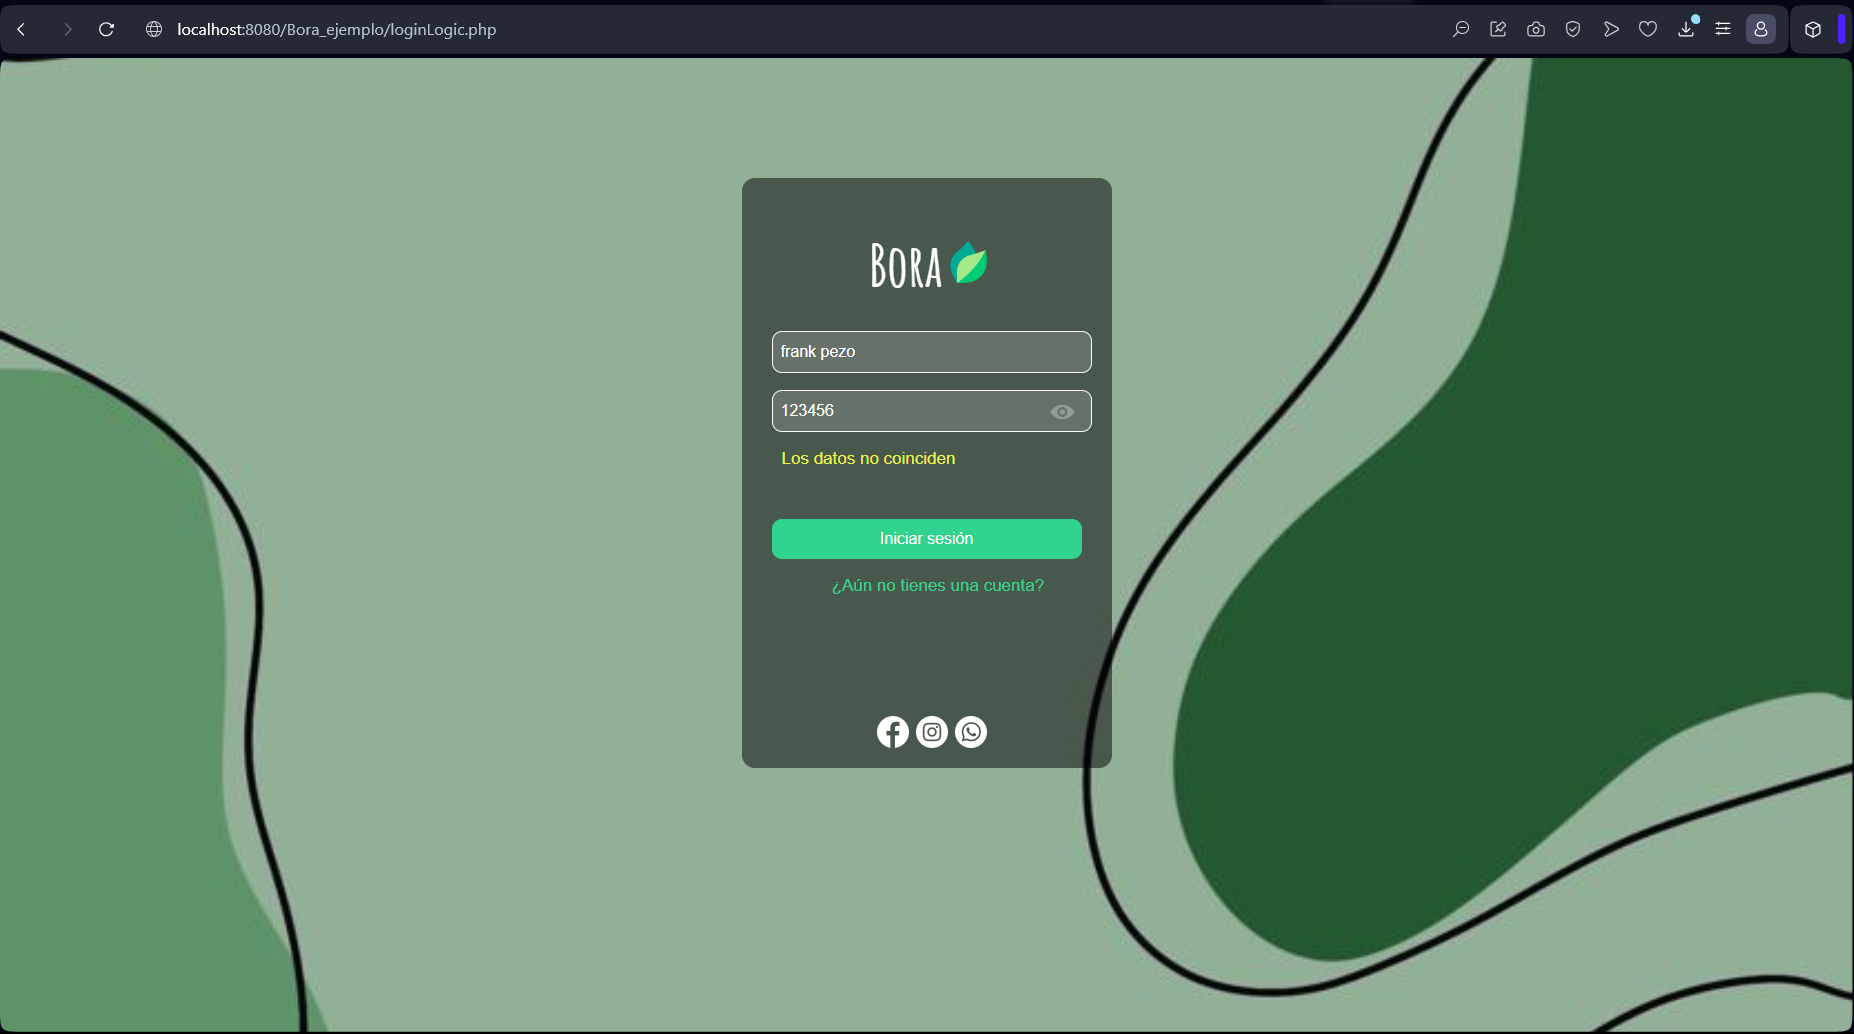 localhost:8080/Bora_ejemplo/loginLogic.php
Bora
frank pezo
123456
Los datos no coinciden
Iniciar sesión
¿Aún no tienes una cuenta?